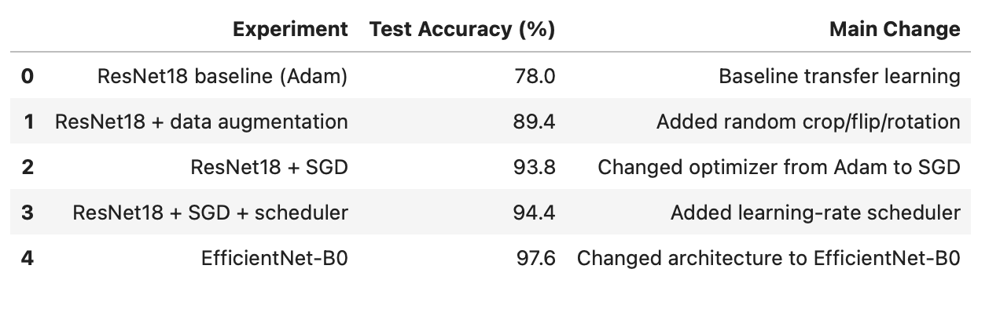 Experiment Test Accuracy (%) Main Change
0 ResNet18 baseline (Adam) 78.0 Baseline transfer learning
1 ResNet18 + data augmentation 89.4 Added random crop/flip/rotation
2 ResNet18 + SGD 93.8 Changed optimizer from Adam to SGD
3 ResNet18 + SGD + scheduler 94.4 Added learning-rate scheduler
4 EfficientNet-B0 97.6 Changed architecture to EfficientNet-B0